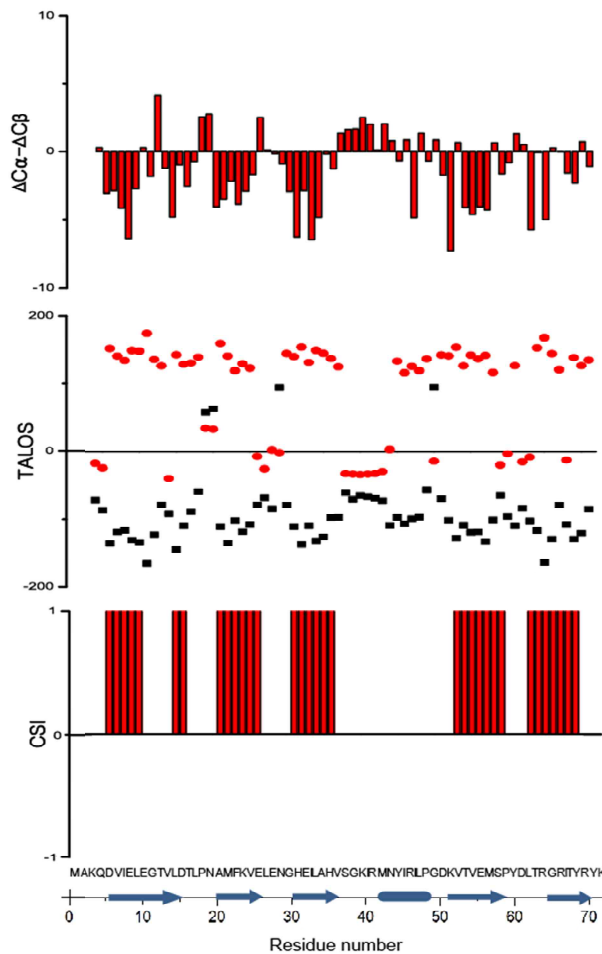 10
ΔCα-ΔCβ
0
-10
200
TALOS
0
-200
1
CSI
0
-1
MAKQDVIELEGTVLDTLPNAMFKVELENGHEILAHVSGKIRMNYIRILPGDKVTVEMSPYDLTRGRITYRYK
0 10 20 30 40 50 60 70
Residue number